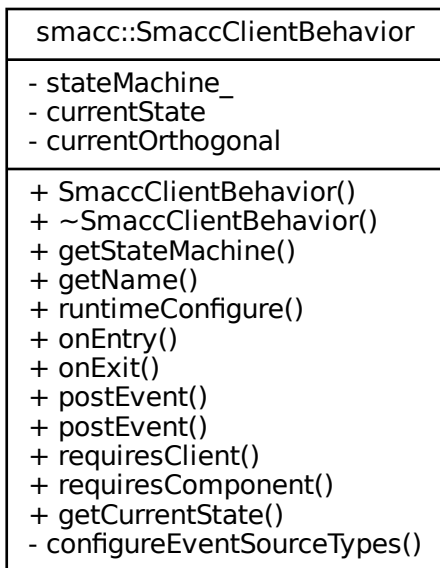 smacc::SmaccClientBehavior
- stateMachine_
- currentState
- currentOrthogonal
+ SmaccClientBehavior()
+ ~SmaccClientBehavior()
+ getStateMachine()
+ getName()
+ runtimeConfigure()
+ onEntry()
+ onExit()
+ postEvent()
+ postEvent()
+ requiresClient()
+ requiresComponent()
+ getCurrentState()
- configureEventSourceTypes()